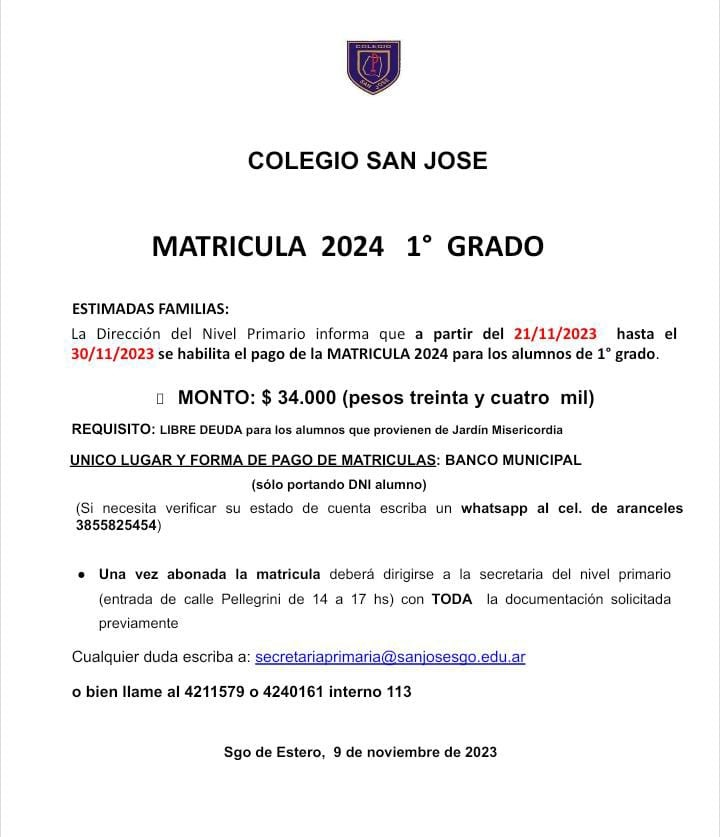 COLEGIO
P
SAN JOSE
COLEGIO SAN JOSE
MATRICULA 2024 1° GRADO
ESTIMADAS FAMILIAS:
La Dirección del Nivel Primario informa que a partir del 21/11/2023 hasta el
30/11/2023 se habilita el pago de la MATRICULA 2024 para los alumnos de 1° grado.
▯ MONTO: $ 34.000 (pesos treinta y cuatro mil)
REQUISITO: LIBRE DEUDA para los alumnos que provienen de Jardín Misericordia
UNICO LUGAR Y FORMA DE PAGO DE MATRICULAS: BANCO MUNICIPAL
(sólo portando DNI alumno)
(Si necesita verificar su estado de cuenta escriba un whatsapp al cel. de aranceles
3855825454)
● Una vez abonada la matricula deberá dirigirse a la secretaria del nivel primario
(entrada de calle Pellegrini de 14 a 17 hs) con TODA la documentación solicitada
previamente
Cualquier duda escriba a: secretariaprimaria@sanjosesgo.edu.ar
o bien llame al 4211579 o 4240161 interno 113
Sgo de Estero, 9 de noviembre de 2023